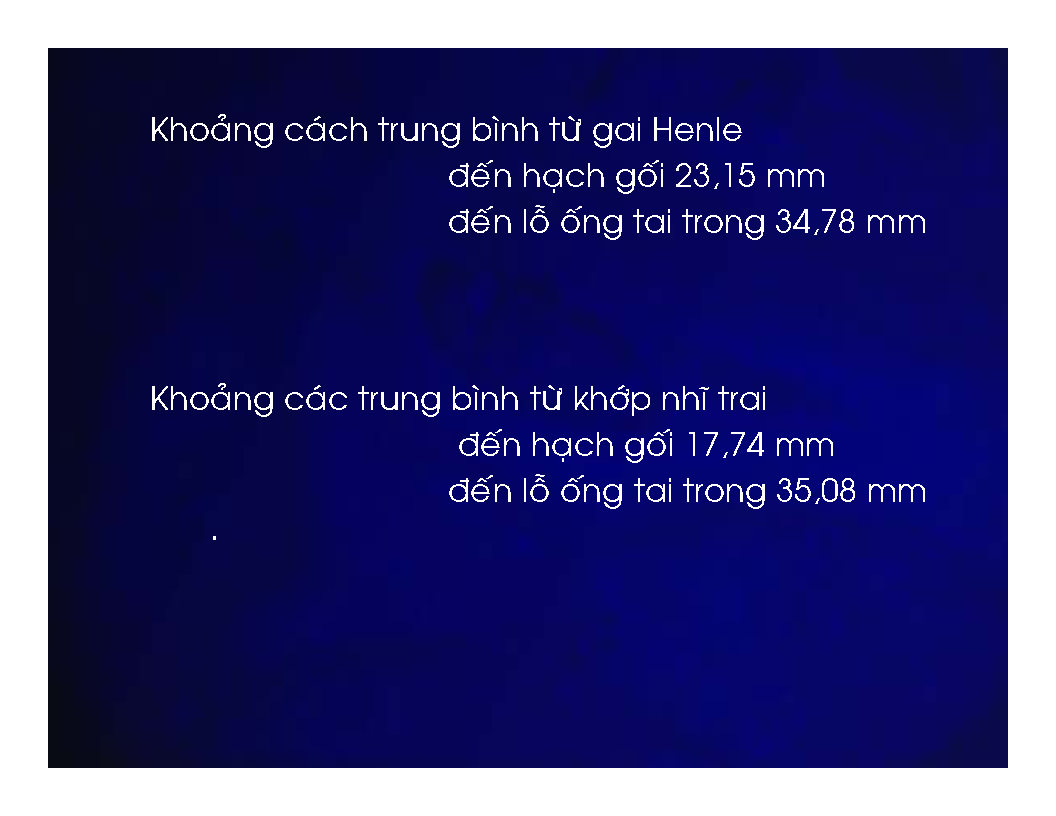 Khoảng cách trung bình từ gai Henle
đến hạch gối 23,15 mm
đến lỗ ống tai trong 34,78 mm
Khoảng các trung bình từ khớp nhĩ trai
đến hạch gối 17,74 mm
đến lỗ ống tai trong 35,08 mm
.